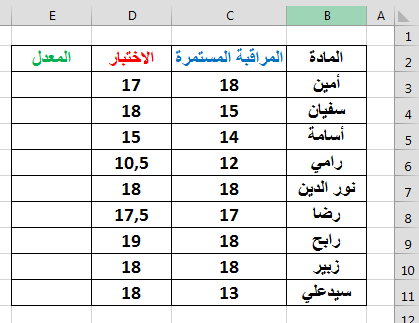 E D C B A
1
2 المادة المراقبة المستمرة الاختبار المعدل
3 أمين 18 17
4 سفيان 15 18
5 أسامة 14 15
6 رامي 12 10,5
7 نور الدين 18 18
8 رضا 17 17,5
9 رابح 18 19
10 زبير 18 18
11 سيدعلي 13 18
12